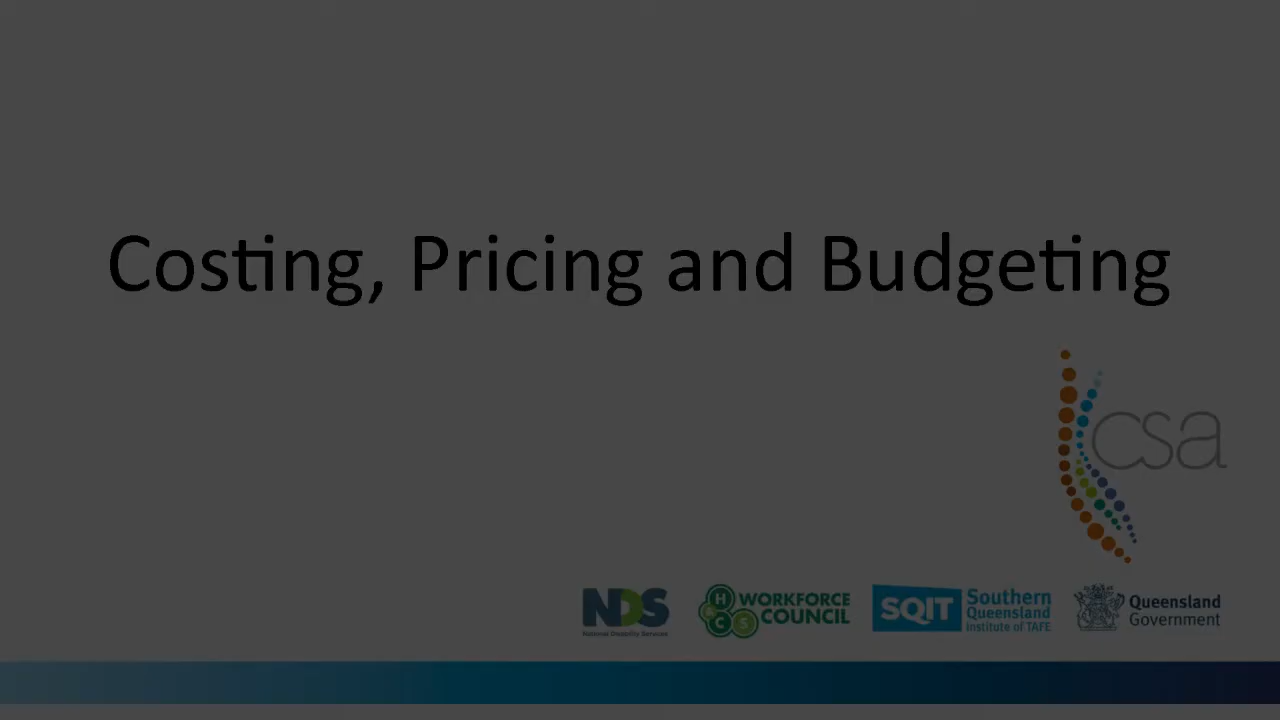 Costing, Pricing and Budgeting
csa
NDS
National Disability Services
H & C S
WORKFORCE
COUNCIL
SQIT
Southern
Queensland
Institute of TAFE
Queensland
Government